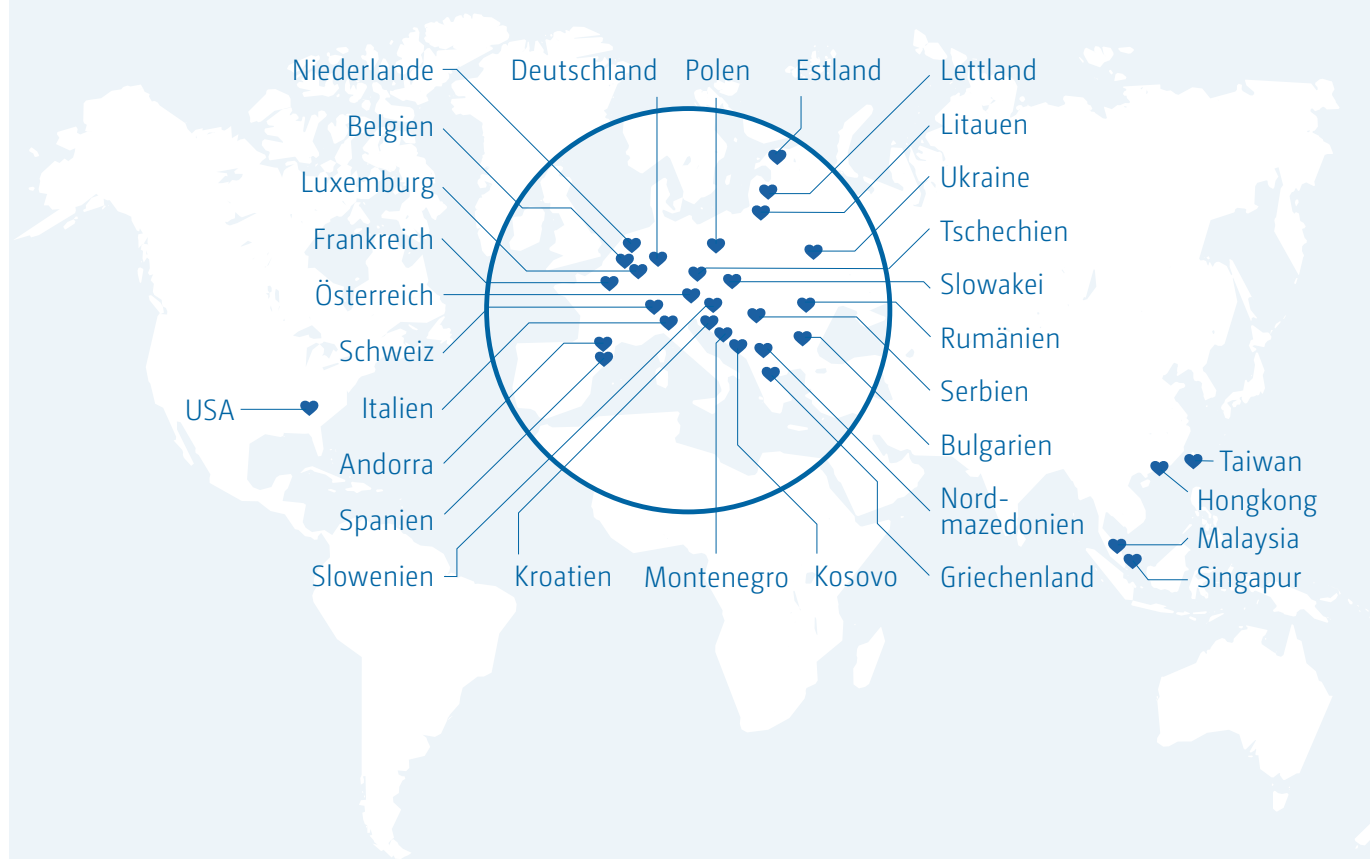 Niederlande
Deutschland
Polen
Estland
Lettland
Belgien
Litauen
Luxemburg
Ukraine
Frankreich
Tschechien
Österreich
Slowakei
Schweiz
Rumänien
USA
Italien
Serbien
Andorra
Bulgarien
Taiwan
Spanien
Nord-
mazedonien
Hongkong
Malaysia
Slowenien
Kroatien
Montenegro
Kosovo
Griechenland
Singapur